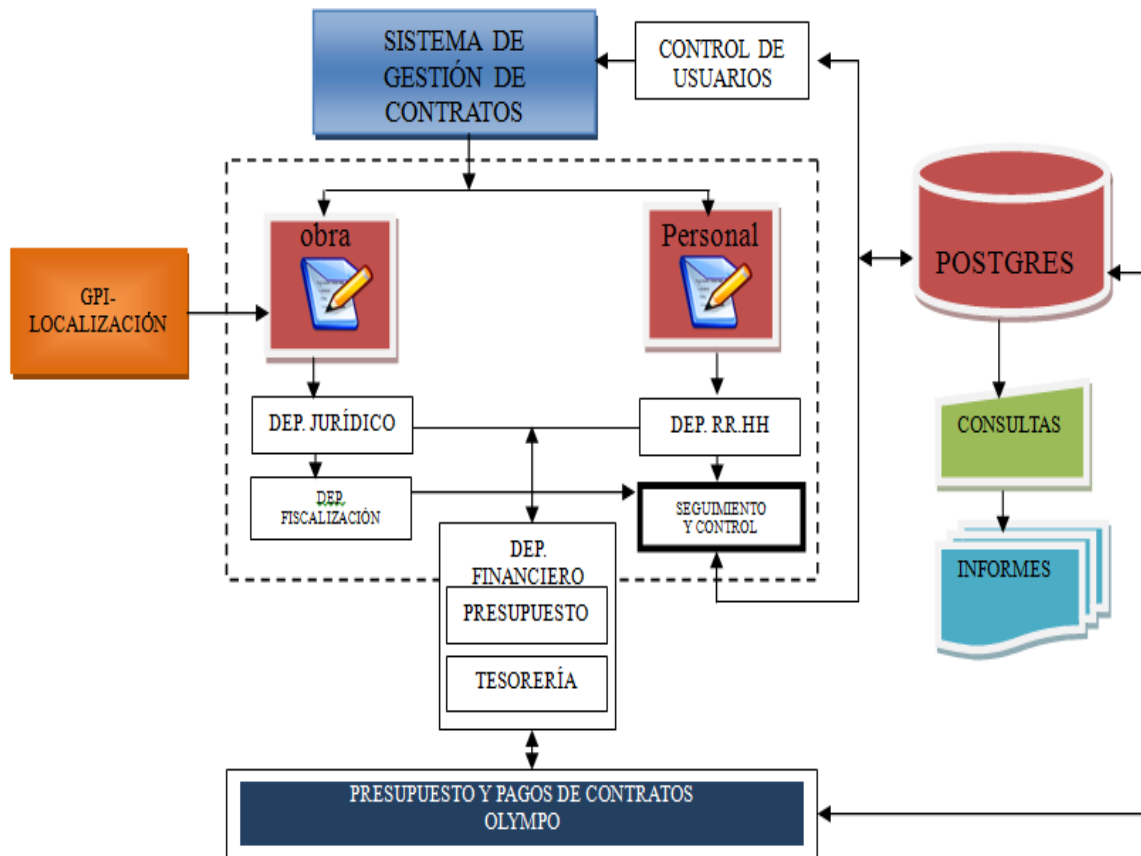 SISTEMA DE
GESTIÓN DE
CONTRATOS
CONTROL DE
USUARIOS
obra
Personal
POSTGRES
GPI-
LOCALIZACIÓN
DEP. JURÍDICO
DEP. RR.HH
CONSULTAS
DEP.
FISCALIZACIÓN
SEGUIMIENTO
Y CONTROL
DEP.
FINANCIERO
INFORMES
PRESUPUESTO
TESORERÍA
PRESUPUESTO Y PAGOS DE CONTRATOS
OLYMPO